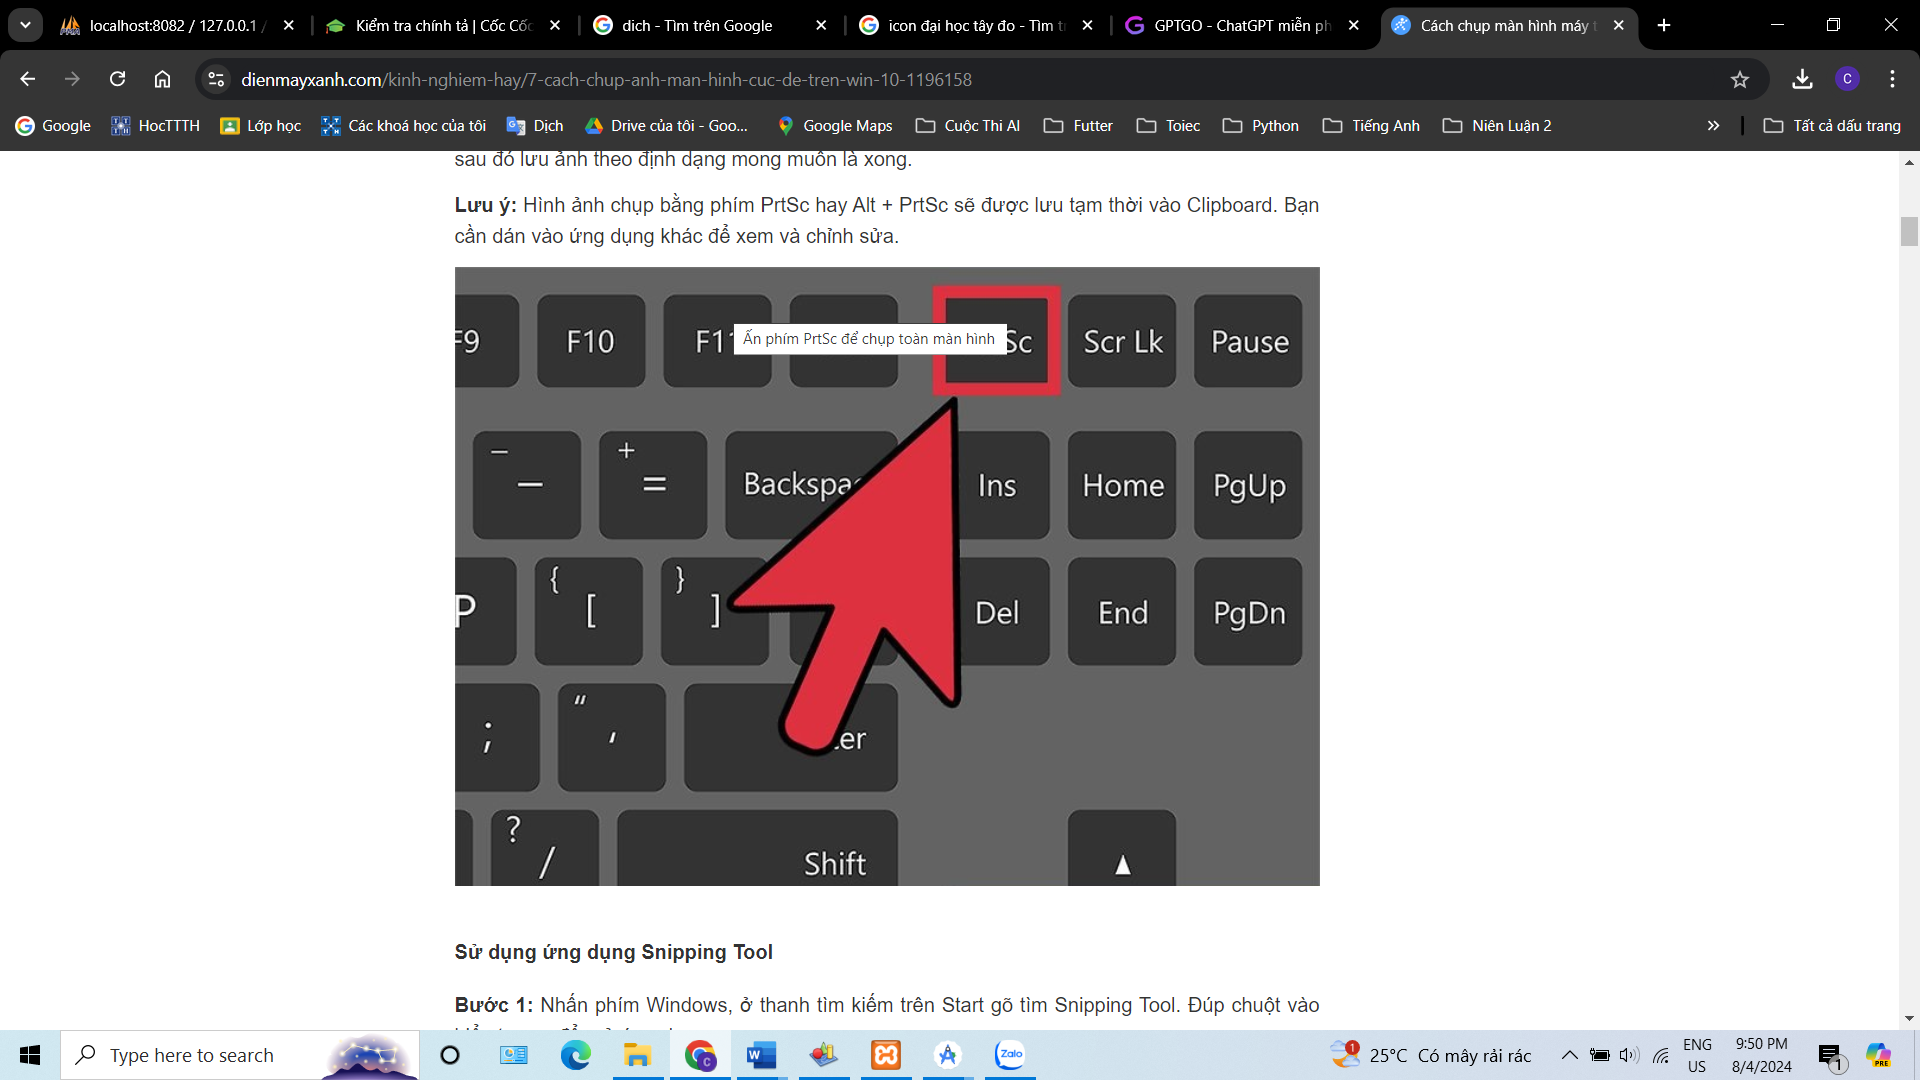 localhost:8082 / 127.0.0.1 /
Kiểm tra chính tả | Cốc Cốc
dich - Tìm trên Google
icon đại học tây đo - Tìm tr
GPTGO - ChatGPT miễn ph
Cách chụp màn hình máy t
dienmayxanh.com/kinh-nghiem-hay/7-cach-chup-anh-man-hinh-cuc-de-tren-win-10-1196158
C
Google
HocTTTH
Lớp học
Các khoá học của tôi
Dịch
Drive của tôi - Goo...
Google Maps
Cuộc Thi AI
Futter
Toiec
Python
Tiếng Anh
Niên Luận 2
Tất cả dấu trang
sau đó lưu ảnh theo định dạng mong muốn là xong.
Lưu ý: Hình ảnh chụp bằng phím PrtSc hay Alt + PrtSc sẽ được lưu tạm thời vào Clipboard. Bạn
cần dán vào ứng dụng khác để xem và chỉnh sửa.
F9
F10
F11
Ấn phím PrtSc để chụp toàn màn hình
Sc
Scr Lk
Pause
– –
+ =
Backspac
Ins
Home
PgUp
P
{ [
} ]
Del
End
PgDn
;
“ ‘
ter
? /
Shift
▲
Sử dụng ứng dụng Snipping Tool
Bước 1: Nhấn phím Windows, ở thanh tìm kiếm trên Start gõ tìm Snipping Tool. Đúp chuột vào
Type here to search
Zalo
1
25°C Có mây rải rác
ENG
US
9:50 PM
8/4/2024
1
PRE